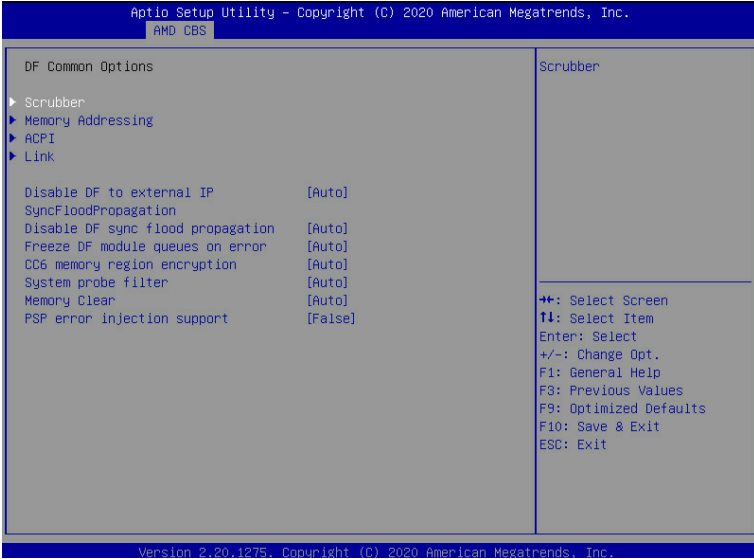 Aptio Setup Utility – Copyright (C) 2020 American Megatrends, Inc.
AMD CBS
DF Common Options
Scrubber
Memory Addressing
ACPI
Link
Disable DF to external IP [Auto]
SyncFloodPropagation
Disable DF sync flood propagation [Auto]
Freeze DF module queues on error [Auto]
CC6 memory region encryption [Auto]
System probe filter [Auto]
Memory Clear [Auto]
PSP error injection support [False]
Scrubber
→←: Select Screen
↑↓: Select Item
Enter: Select
+/-: Change Opt.
F1: General Help
F3: Previous Values
F9: Optimized Defaults
F10: Save & Exit
ESC: Exit
Version 2.20.1275. Copyright (C) 2020 American Megatrends, Inc.